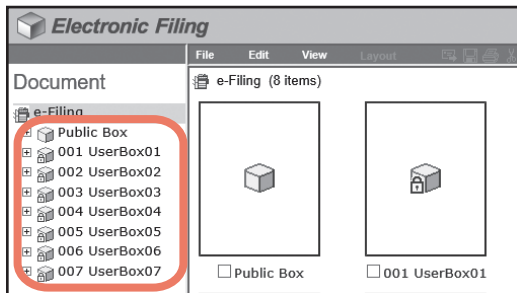 Electronic Filing
File Edit View Layout
Document
e-Filing (8 items)
e-Filing
Public Box
001 UserBox01
002 UserBox02
003 UserBox03
004 UserBox04
005 UserBox05
006 UserBox06
007 UserBox07
Public Box
001 UserBox01